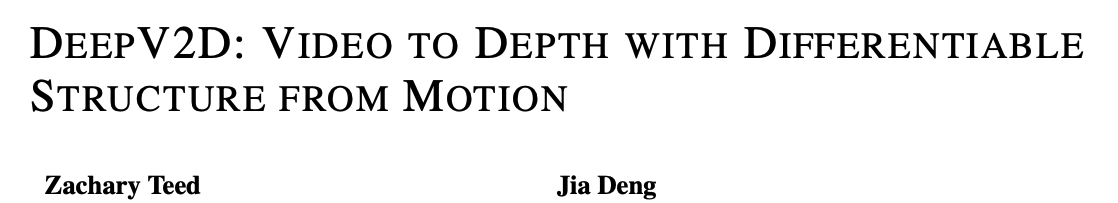 DEEPV2D: VIDEO TO DEPTH WITH DIFFERENTIABLE
STRUCTURE FROM MOTION
Zachary Teed Jia Deng